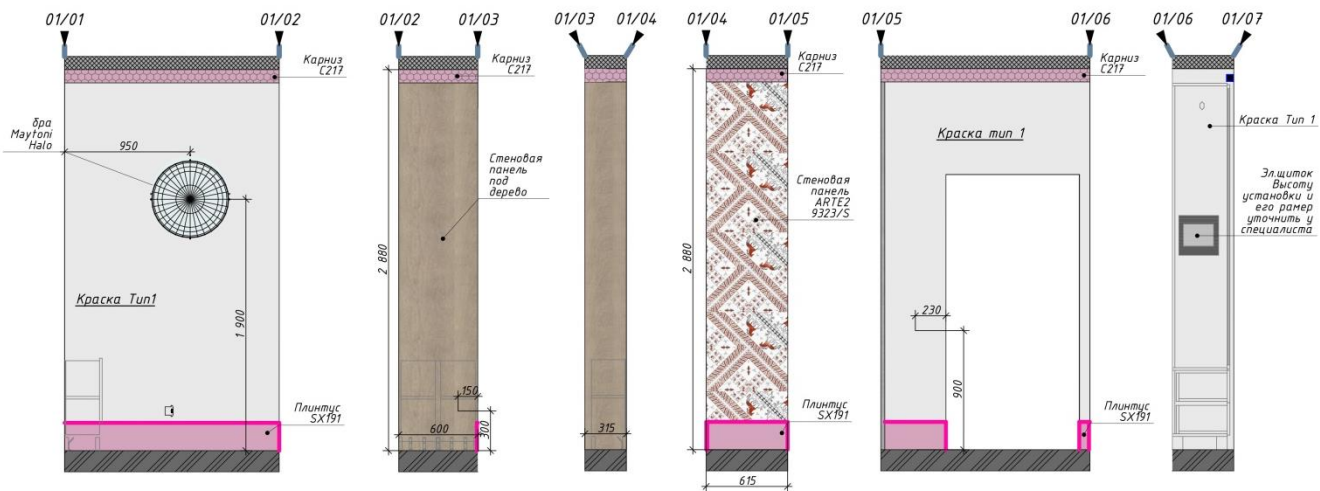 01/01
01/02
Карниз
С217
бра
Maytoni
Halo
950
Краска Тип1
1 900
Плинтус
SX191
01/02
01/03
Карниз
С217
2 880
Стеновая
панель
под
дерево
150
600
300
01/03
01/04
315
01/04
01/05
Карниз
С217
2 880
Стеновая
панель
ARTE2
9323/S
Плинтус
SX191
615
01/05
01/06
Карниз
С217
Краска тип 1
230
900
Плинтус
SX191
01/06
01/07
Краска Тип 1
Эл.щиток
Высоту
установки и
его рамер
уточнить у
специалиста